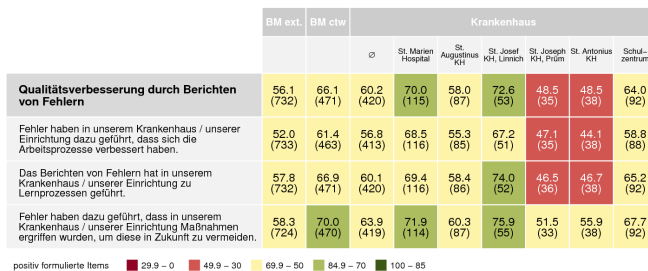 BM ext. BM ctw Krankenhaus
Ø St. Marien Hospital St. Augustinus KH St. Josef KH, Linnich St. Joseph KH, Prüm St. Antonius KH Schul- zentrum
Qualitätsverbesserung durch Berichten 56.1 66.1 60.2 70.0 58.0 72.6 48.5 48.5 64.0
von Fehlern (732) (471) (420) (115) (87) (53) (35) (38) (92)
Fehler haben in unserem Krankenhaus / unserer
Einrichtung dazu geführt, dass sich die 52.0 61.4 56.8 68.5 55.3 67.2 47.1 44.1 58.8
Arbeitsprozesse verbessert haben. (733) (463) (413) (116) (85) (51) (35) (38) (88)
Das Berichten von Fehlern hat in unserem
Krankenhaus / unserer Einrichtung zu 57.8 66.9 60.1 69.4 58.4 74.0 46.5 46.7 65.2
Lernprozessen geführt. (732) (471) (420) (116) (86) (52) (36) (38) (92)
Fehler haben dazu geführt, dass in unserem
Krankenhaus / unserer Einrichtung Maßnahmen 58.3 70.0 63.9 71.9 60.3 75.9 51.5 55.9 67.7
ergriffen wurden, um diese in Zukunft zu vermeiden. (724) (470) (419) (114) (87) (55) (33) (38) (92)
positiv formulierte Items 29.9 – 0 49.9 – 30 69.9 – 50 84.9 – 70 100 – 85